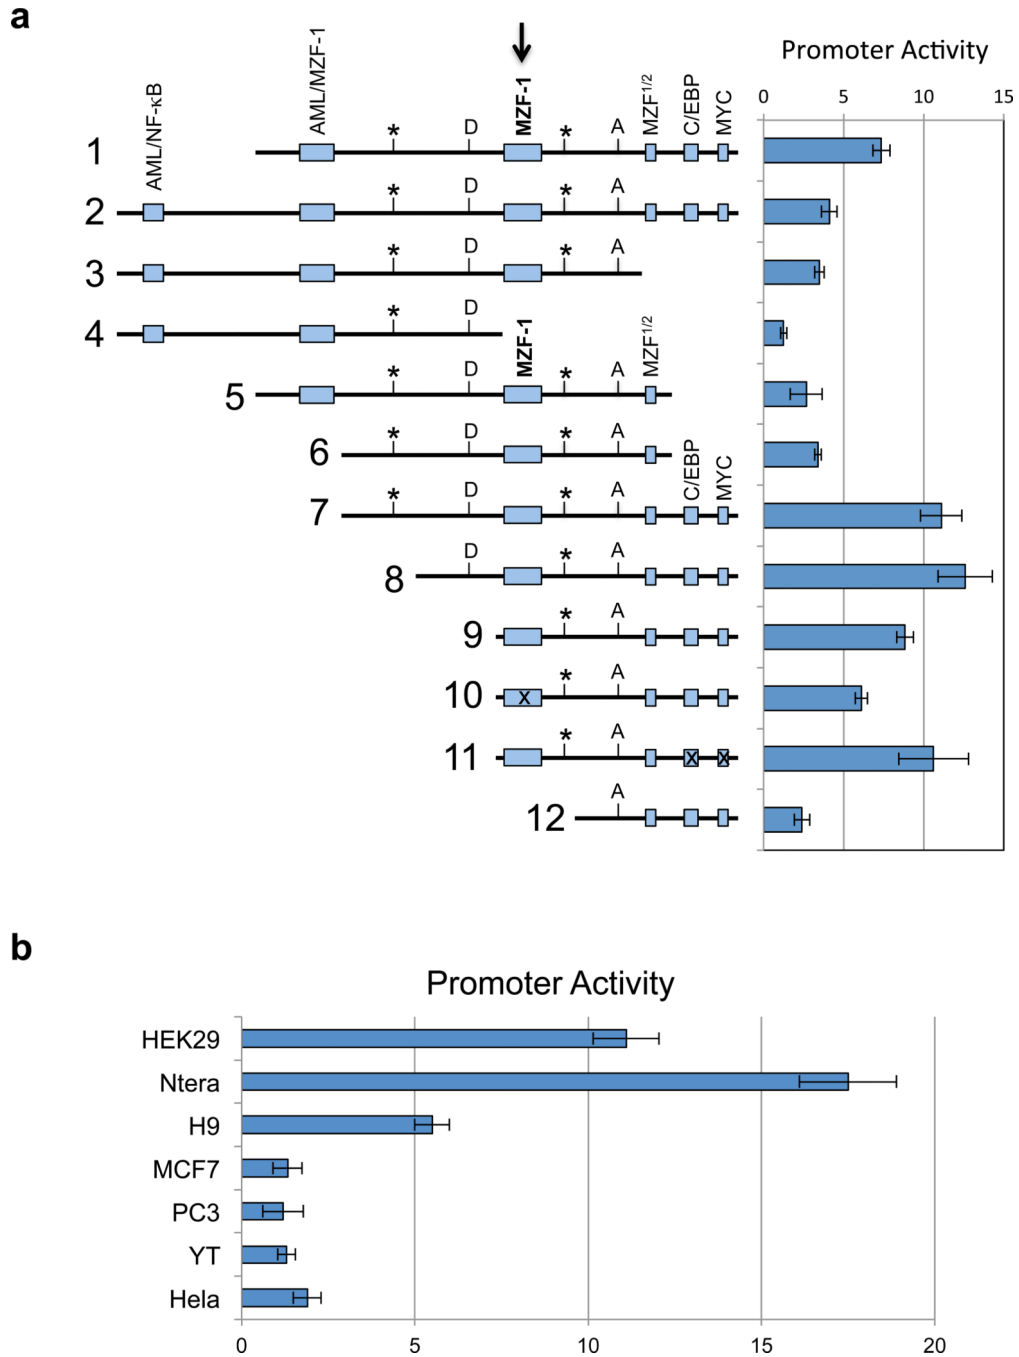 a
Promoter Activity
0 5 10 15
AML/NF-κB
AML/MZF-1
MZF-1
MZF1/2
C/EBP
MYC
1 * D * A
2 * D * A
3 * D * A
4 * D
MZF-1
MZF1/2
5 * D * A
6 * D * A
C/EBP
MYC
7 * D * A
8 D * A
9 * A
10 X * A
11 * A X X
12 A
b
Promoter Activity
HEK29
Ntera
H9
MCF7
PC3
YT
Hela
0 5 10 15 20